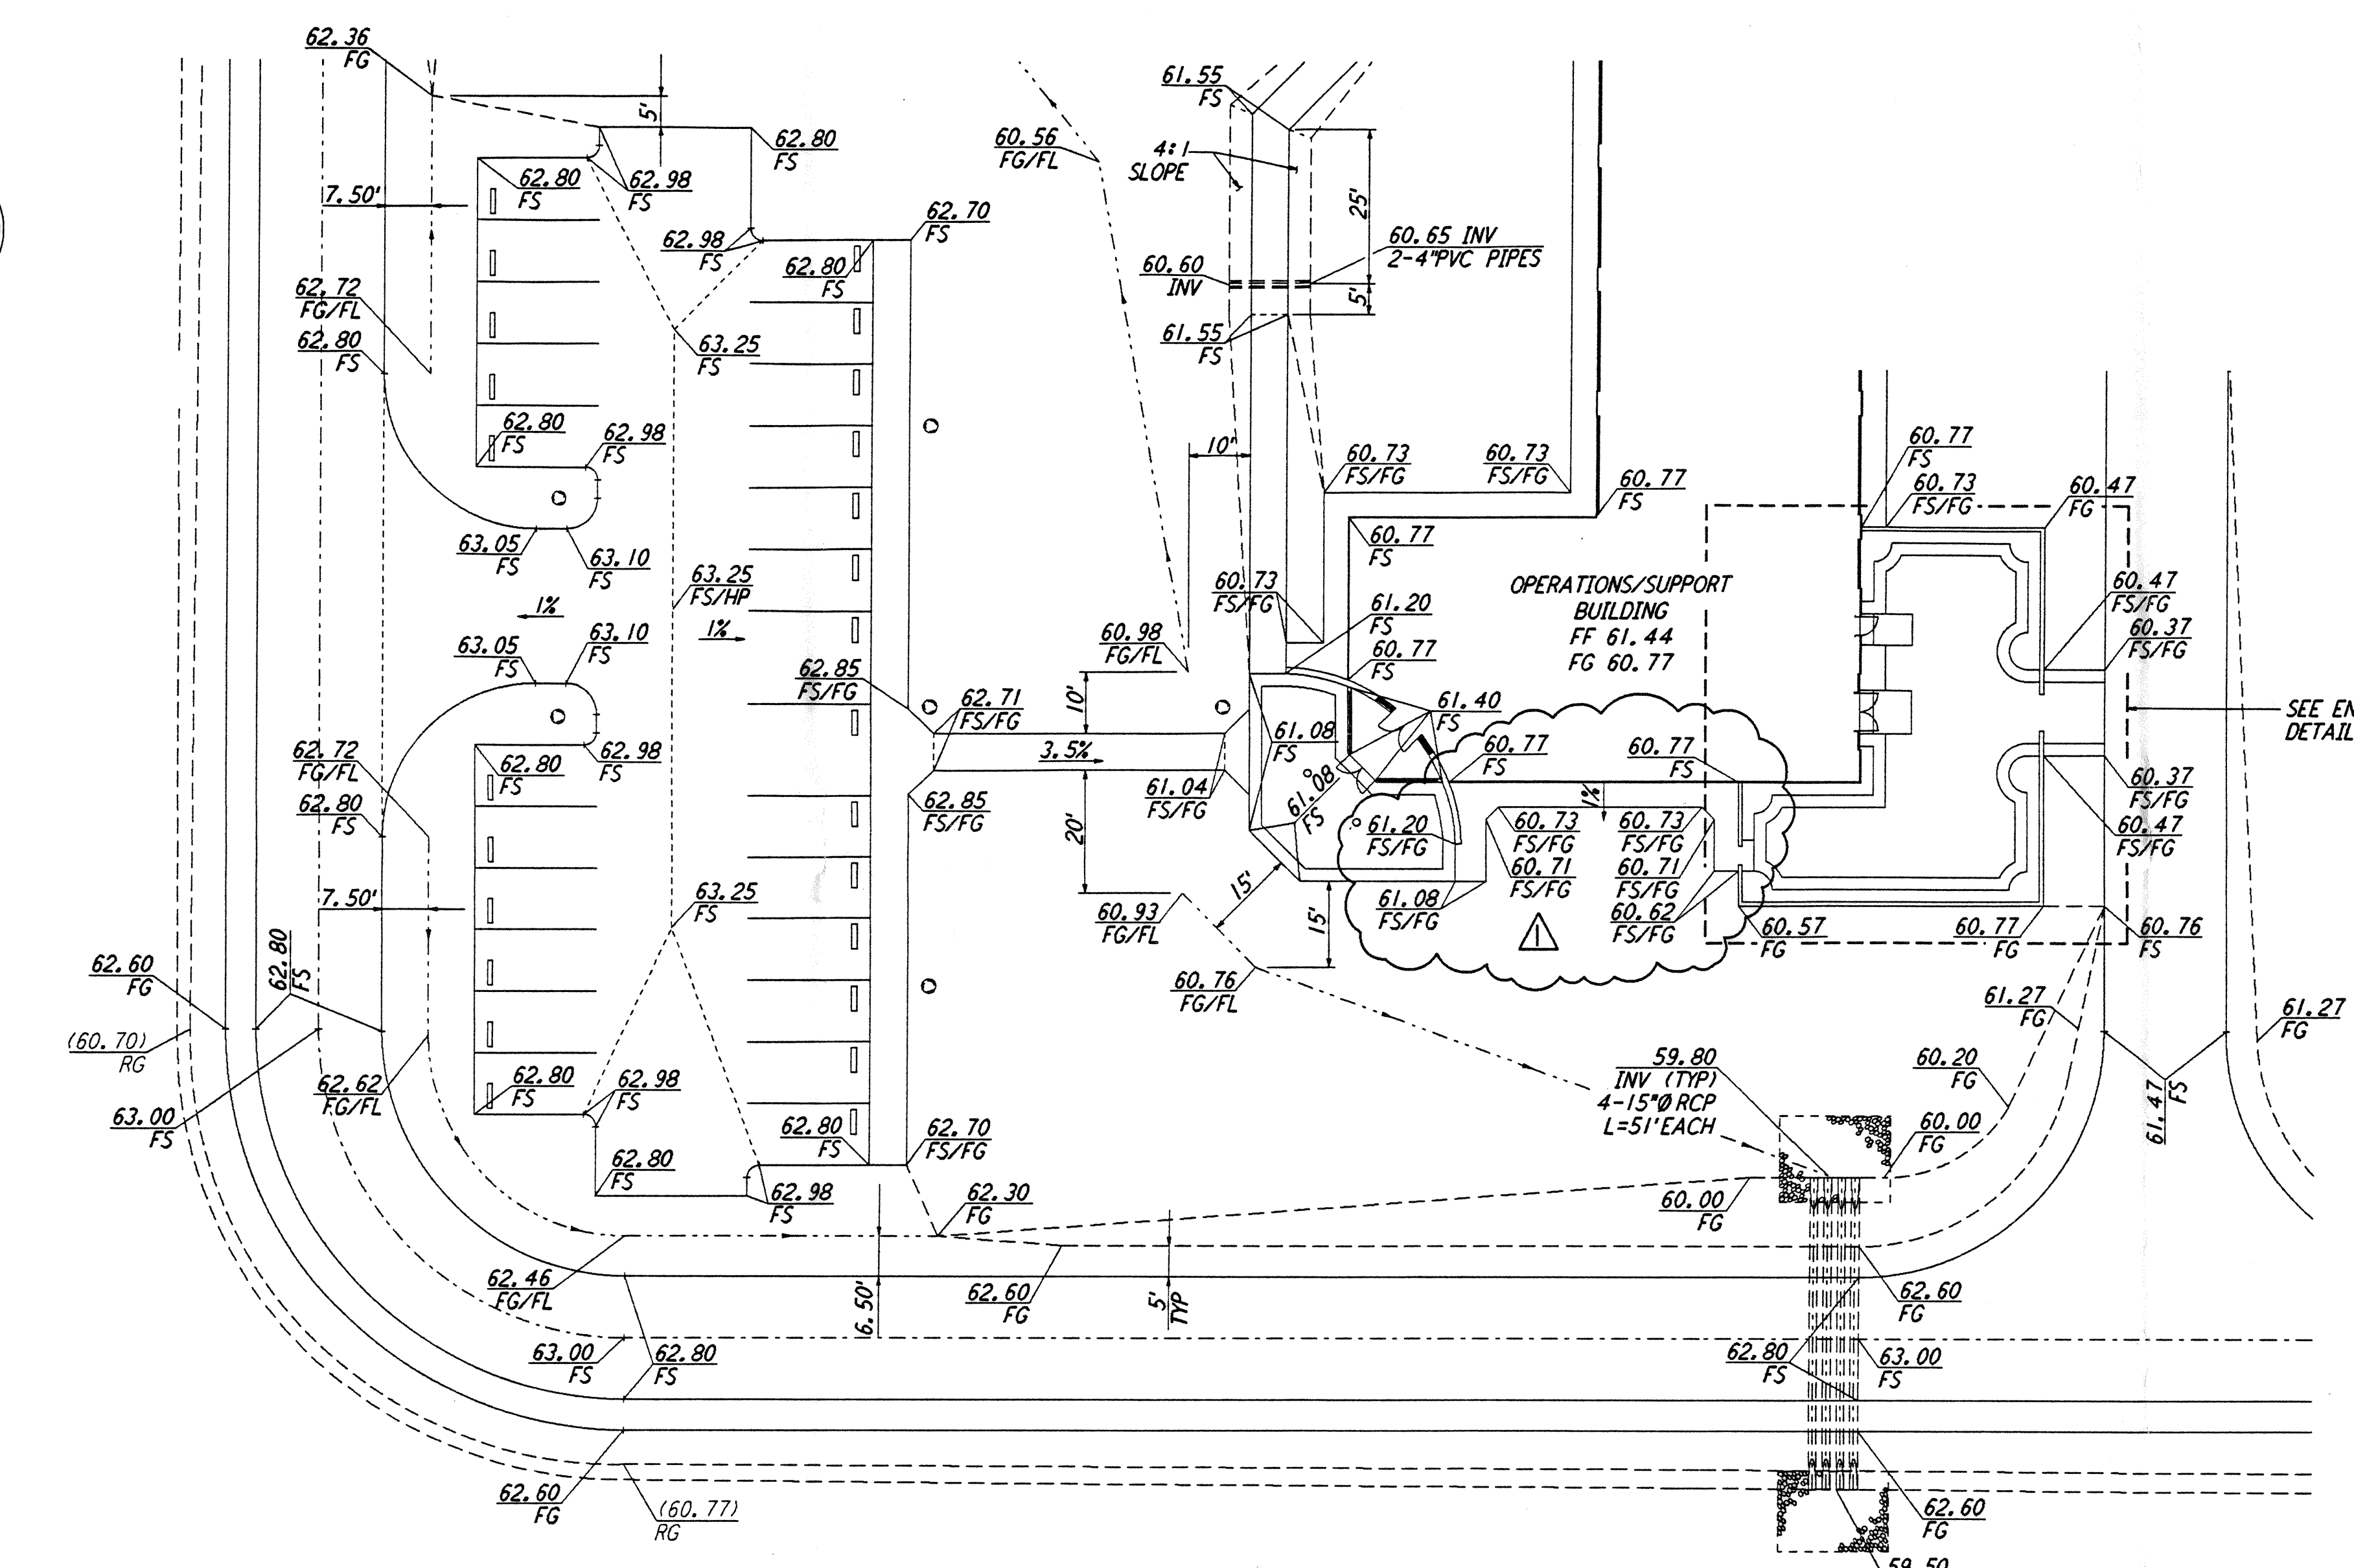 62.36
FG
5'
62.80
FS
62.80
FS
62.98
FS
7.50'
62.98
FS
62.70
FS
62.80
FS
62.72
FG/FL
62.80
FS
63.25
FS
62.80
FS
62.98
FS
63.05
FS
63.10
FS
63.25
FS/HP
1%
1%
63.05
FS
63.10
FS
62.85
FS/FG
62.71
FS/FG
62.72
FG/FL
62.80
FS
62.98
FS
62.80
FS
3.5%
62.85
FS/FG
61.04
FS/FG
7.50'
63.25
FS
62.60
FG
62.80
FS
(60.70)
RG
63.00
FS
62.62
FG/FL
62.80
FS
62.98
FS
62.80
FS
62.70
FS/FG
62.80
FS
62.98
FS
62.30
FG
62.46
FG/FL
6.50'
62.60
FG
5'
TYP
63.00
FS
62.80
FS
62.60
FG
(60.77)
RG
61.55
FS
60.56
FG/FL
4:1
SLOPE
25'
60.65 INV
2-4"PVC PIPES
60.60
INV
5'
61.55
FS
10'
60.73
FS/FG
60.73
FS/FG
60.77
FS
60.77
FS
60.77
FS
60.73
FS/FG
60.47
FG
60.73
FS/FG
61.20
FS
OPERATIONS/SUPPORT
BUILDING
FF 61.44
FG 60.77
60.47
FS/FG
60.37
FS/FG
60.98
FG/FL
10'
60.77
FS
61.40
FS
61.08
FS
61.08
FS
60.77
FS
60.77
FS
SEE EN
DETAIL
20'
1%
61.20
FS/FG
60.73
FS/FG
60.73
FS/FG
60.71
FS/FG
60.71
FS/FG
60.37
FS/FG
60.47
FS/FG
15'
15'
61.08
FS/FG
60.62
FS/FG
60.57
FG
60.77
FG
60.76
FS
1
60.93
FG/FL
60.76
FG/FL
61.27
FG
61.27
FG
59.80
INV (TYP)
4-15"Ø RCP
L=51'EACH
60.20
FG
60.00
FG
61.47
FS
60.00
FG
62.60
FG
62.80
FS
63.00
FS
62.60
FG
59.50